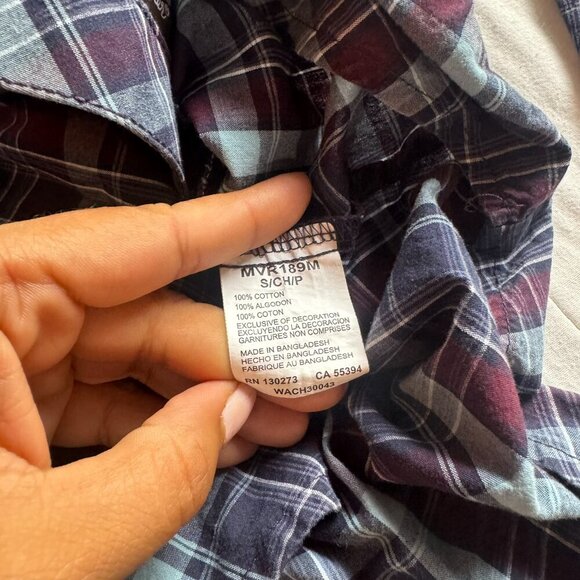 MVR189M
S/CH/P
100% COTTON
100% ALGODON
100% COTON
EXCLUSIVE OF DECORATION
EXCLUYENDO LA DECORACION
GARNITURES NON COMPRISES
MADE IN BANGLADESH
HECHO EN BANGLADESH
FABRIQUE AU BANGLADESH
RN 130273 CA 55394
WACH30043